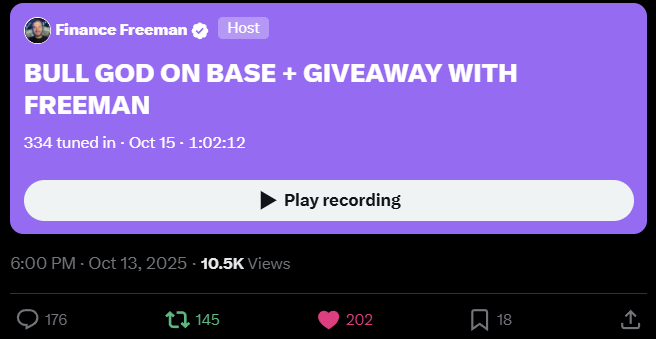 Finance Freeman Host
BULL GOD ON BASE + GIVEAWAY WITH
FREEMAN
334 tuned in · Oct 15 · 1:02:12
Play recording
6:00 PM · Oct 13, 2025 · 10.5K Views
176 145 202 18